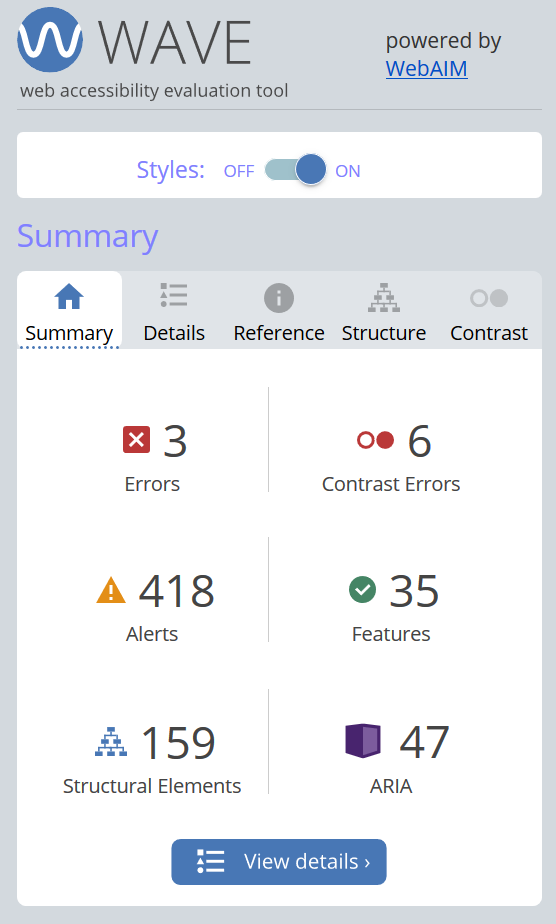 WAVE
web accessibility evaluation tool
powered by
WebAIM
Styles: OFF ON
Summary
Summary Details Reference Structure Contrast
3 6
Errors Contrast Errors
418 35
Alerts Features
159 47
Structural Elements ARIA
View details ›